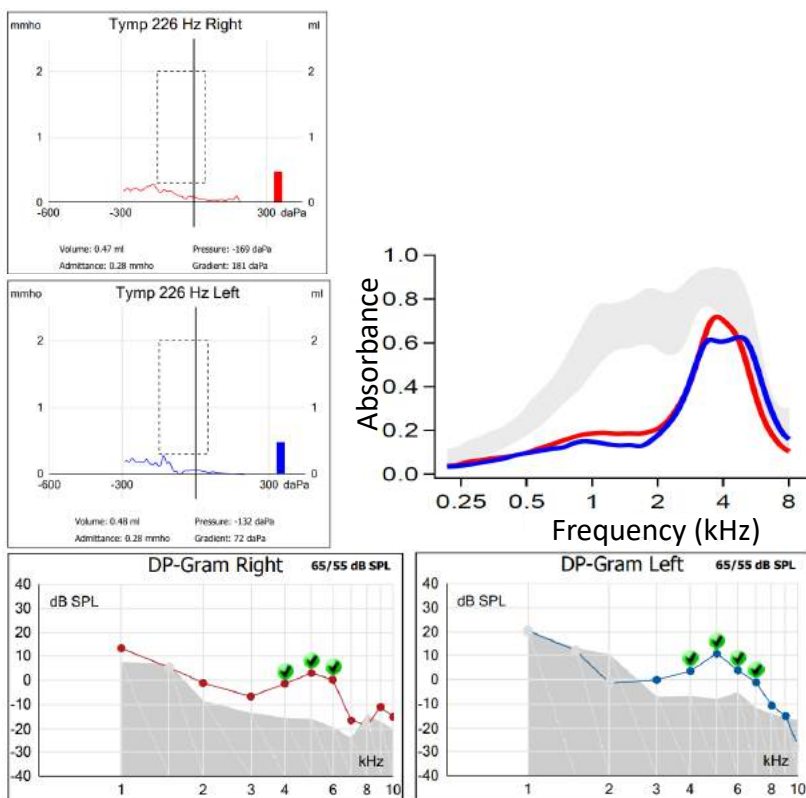 Tymp 226 Hz Right
mmho ml
2 2
1 1
0 0
-600 -300 300 daPa
Volume: 0.47 ml Pressure: -169 daPa
Admittance: 0.28 mmho Gradient: 181 daPa
Tymp 226 Hz Left
mmho ml
2 2
1 1
0 0
-600 -300 300 daPa
Volume: 0.48 ml Pressure: -132 daPa
Admittance: 0.28 mmho Gradient: 72 daPa
Absorbance
1.0
0.8
0.6
0.4
0.2
0.0
0.25 0.5 1 2 4 8
Frequency (kHz)
DP-Gram Right 65/55 dB SPL
dB SPL
40
30
20
10
0
-10
-20
-30
-40
kHz
1 2 3 4 5 6 8 10
DP-Gram Left 65/55 dB SPL
dB SPL
40
30
20
10
0
-10
-20
-30
-40
kHz
1 2 3 4 5 6 8 10